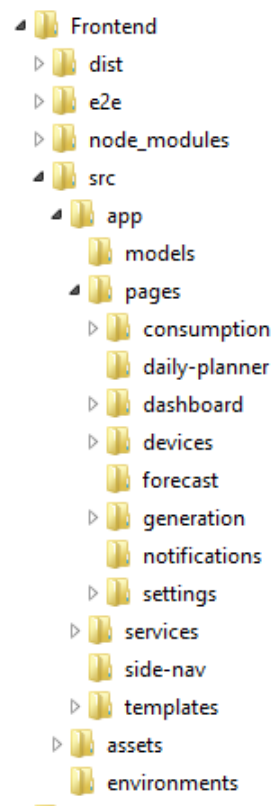 Frontend
dist
e2e
node_modules
src
app
models
pages
consumption
daily-planner
dashboard
devices
forecast
generation
notifications
settings
services
side-nav
templates
assets
environments